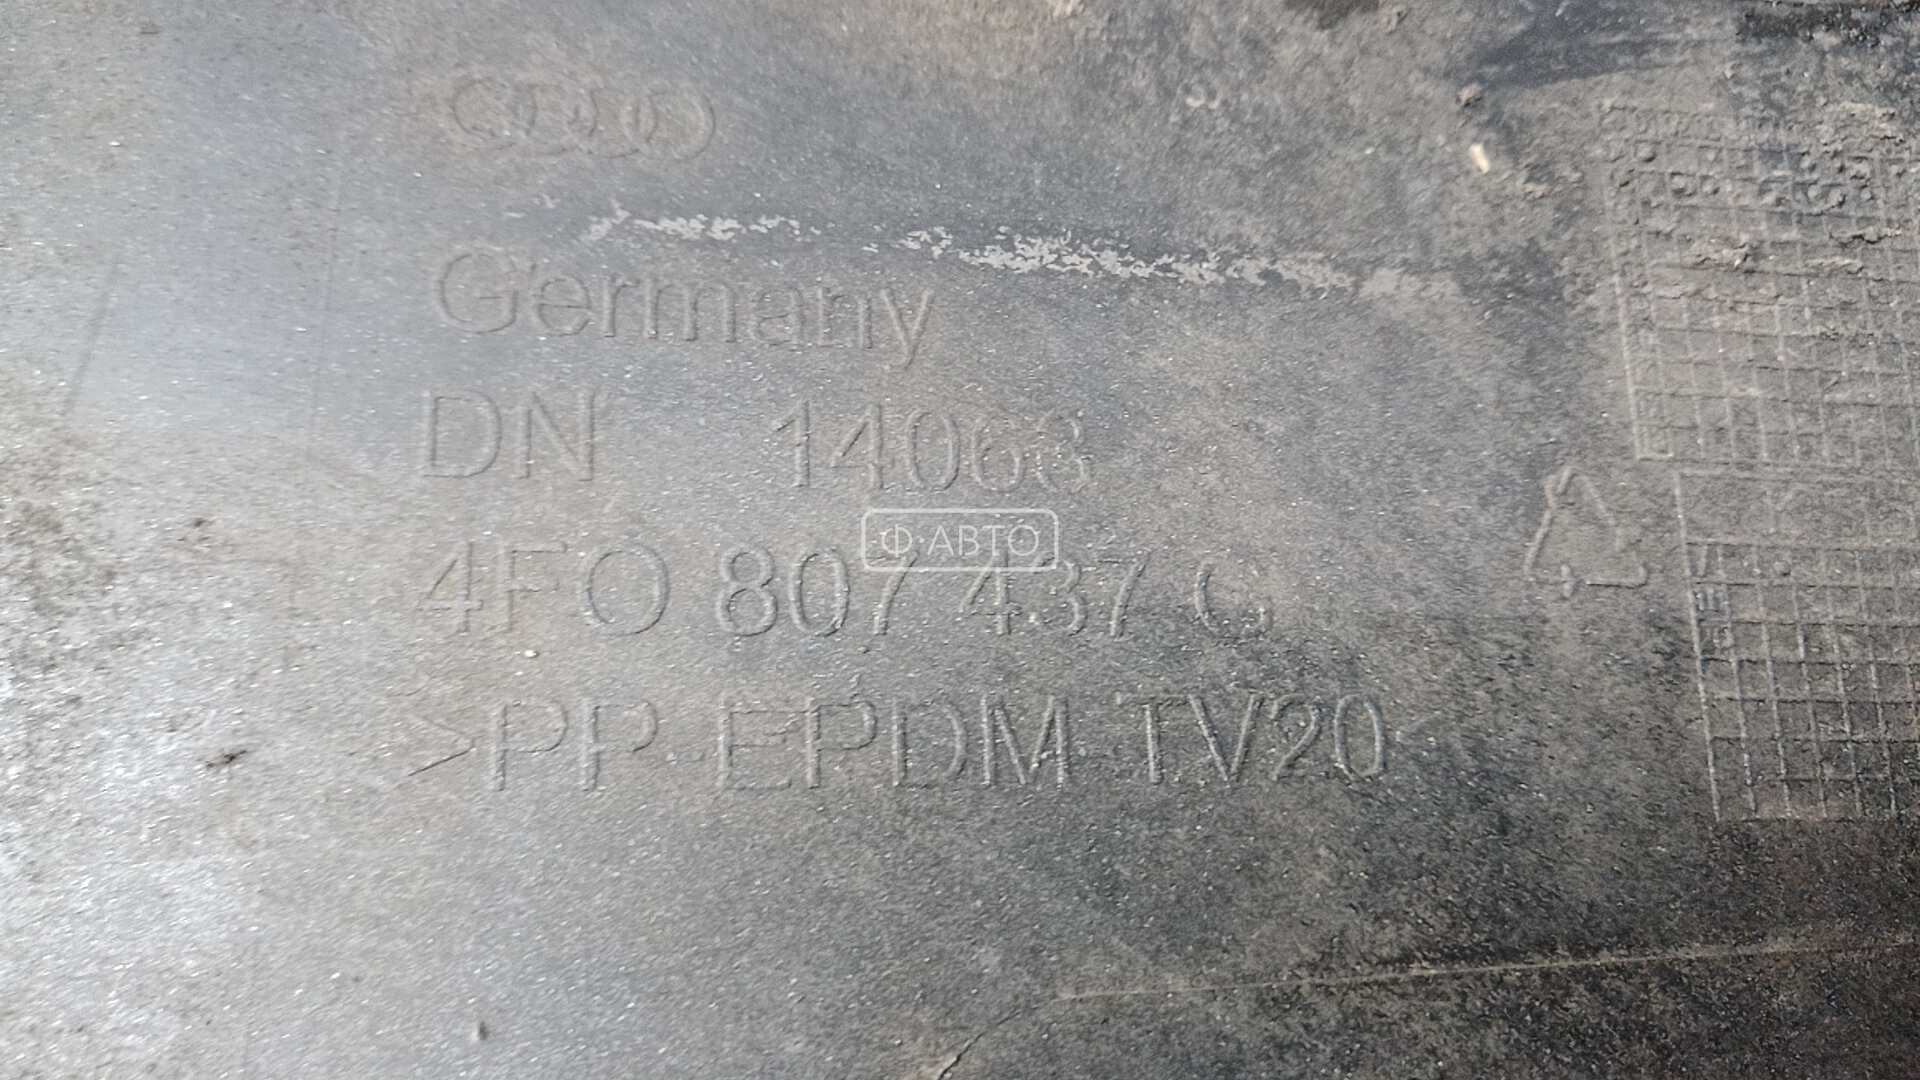 Germany
DN 14068
Ф·АВТО
4F0 807 437 C
>PP EPDM TV20<